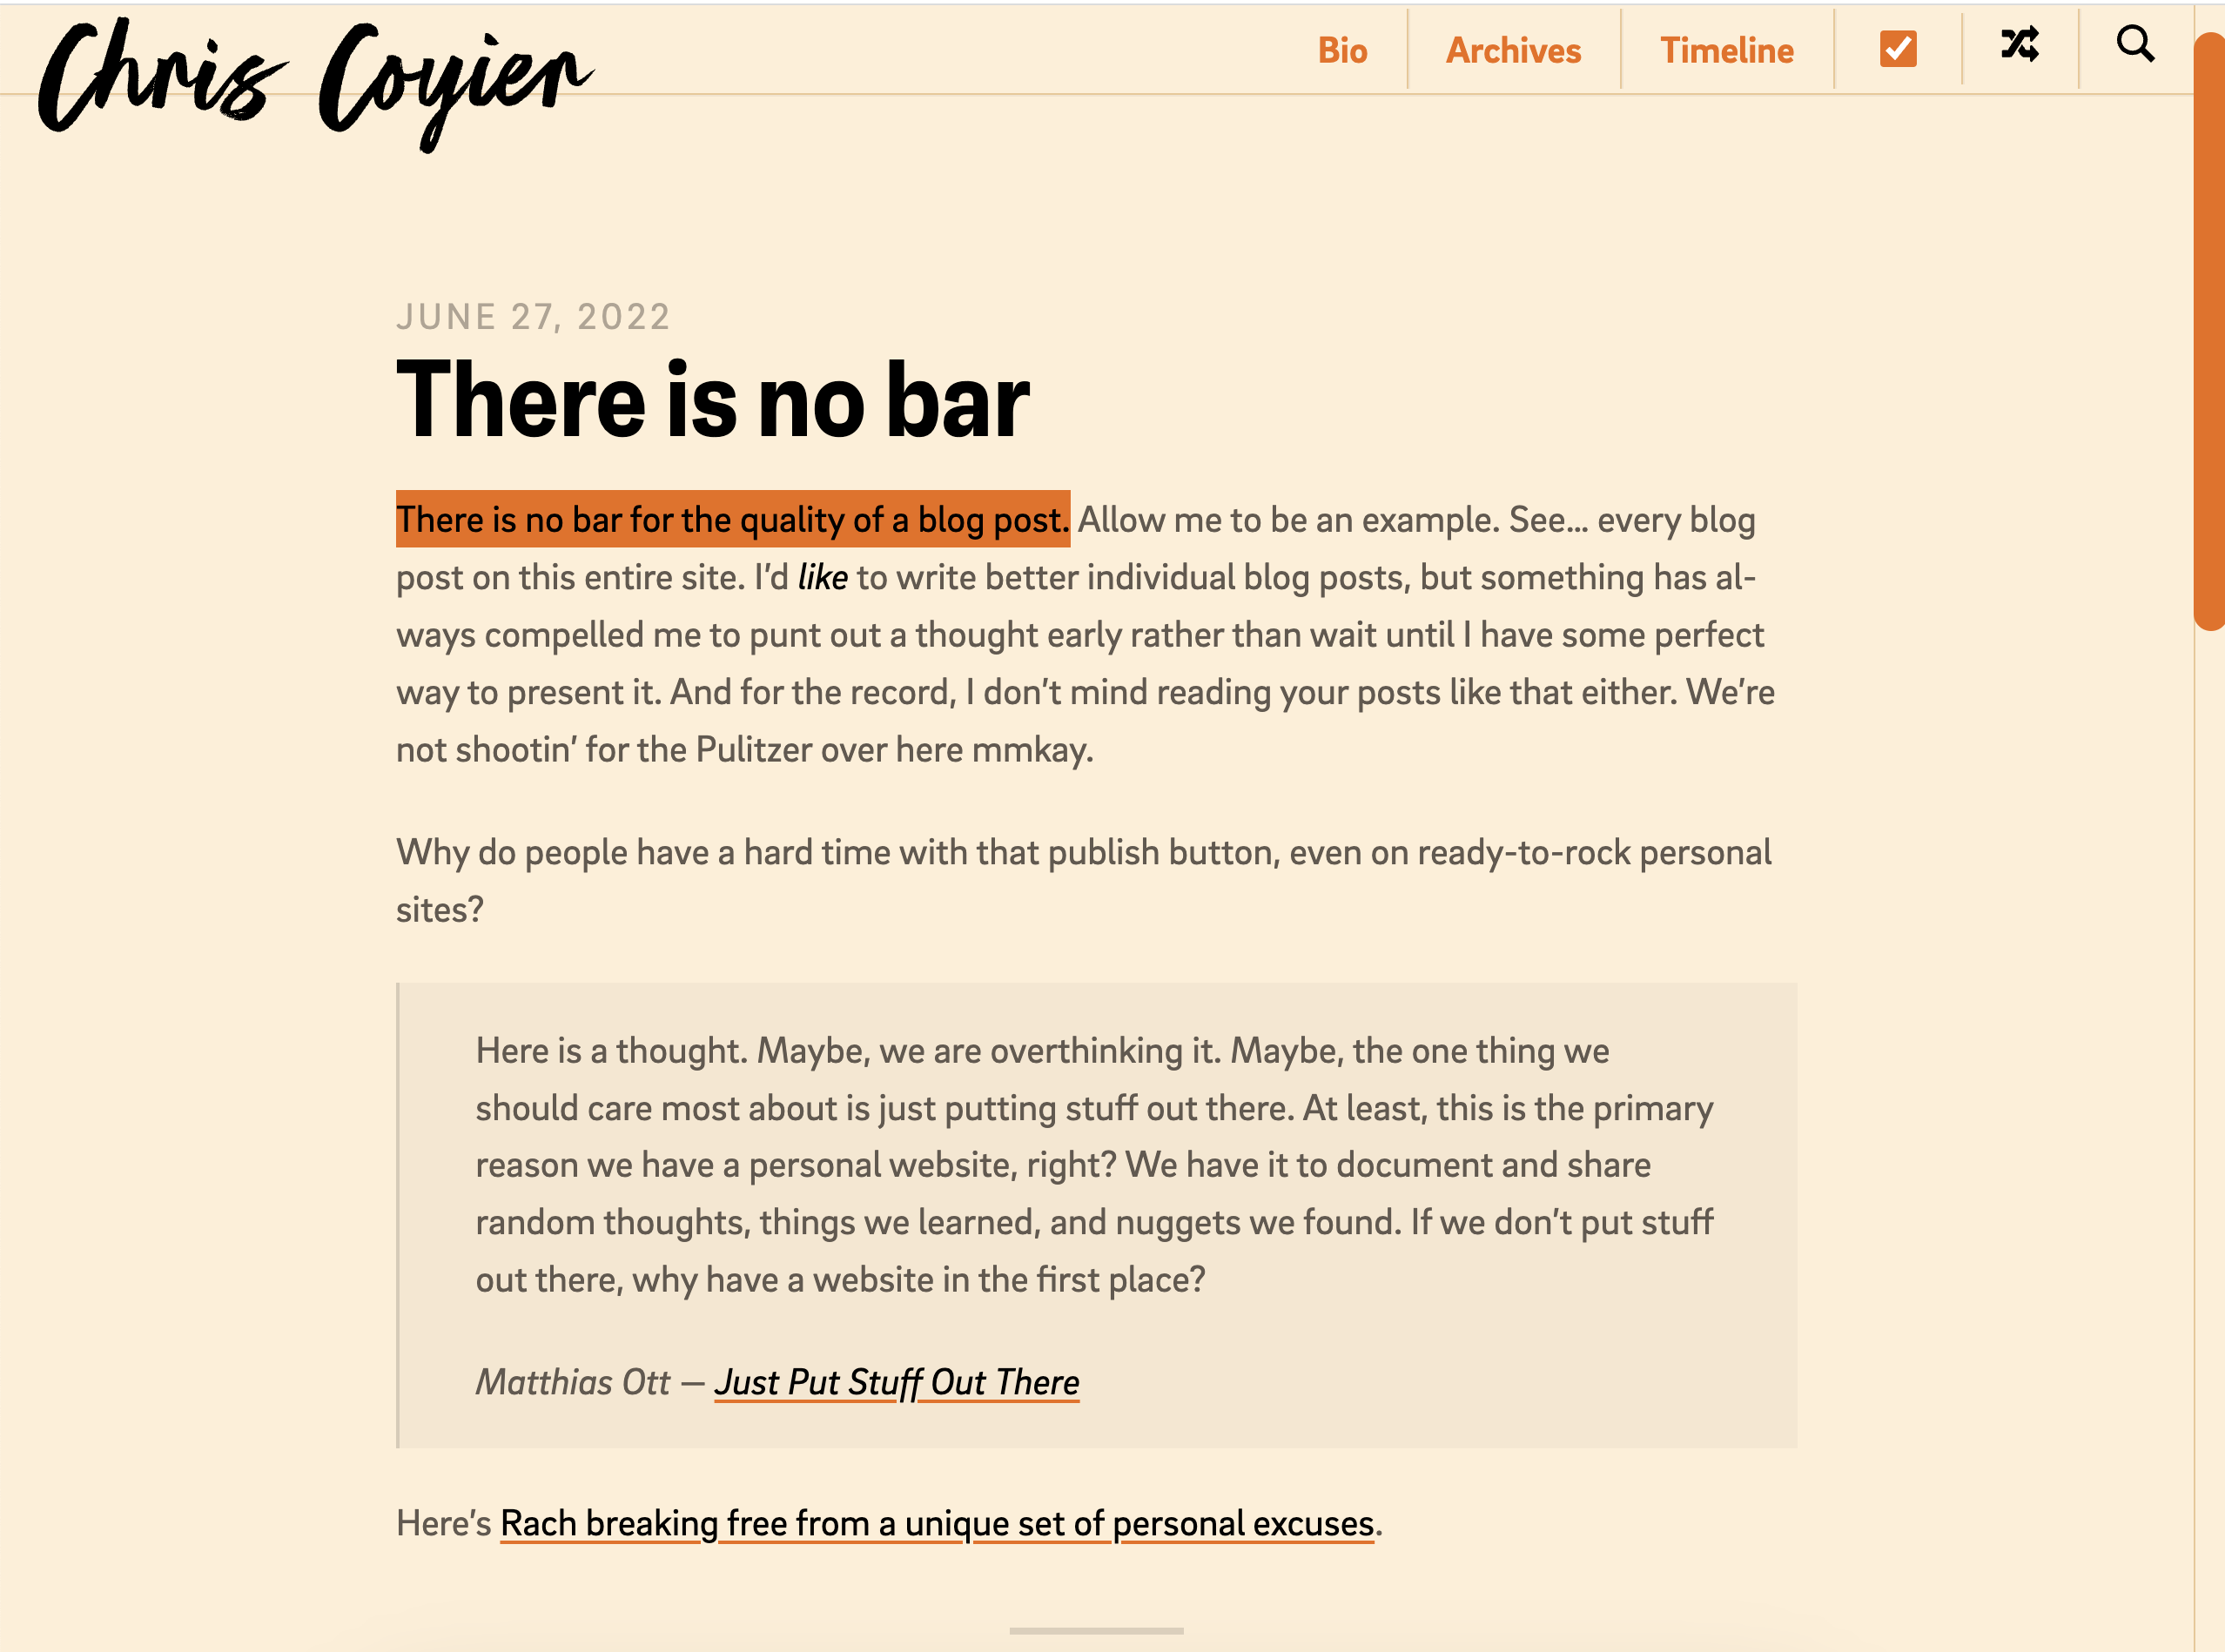 Chris Coyier
Bio
Archives
Timeline
JUNE 27, 2022
There is no bar
There is no bar for the quality of a blog post. Allow me to be an example. See… every blog
post on this entire site. I’d like to write better individual blog posts, but something has al-
ways compelled me to punt out a thought early rather than wait until I have some perfect
way to present it. And for the record, I don’t mind reading your posts like that either. We’re
not shootin’ for the Pulitzer over here mmkay.
Why do people have a hard time with that publish button, even on ready-to-rock personal
sites?
Here is a thought. Maybe, we are overthinking it. Maybe, the one thing we
should care most about is just putting stuff out there. At least, this is the primary
reason we have a personal website, right? We have it to document and share
random thoughts, things we learned, and nuggets we found. If we don’t put stuff
out there, why have a website in the first place?
Matthias Ott — Just Put Stuff Out There
Here’s Rach breaking free from a unique set of personal excuses.